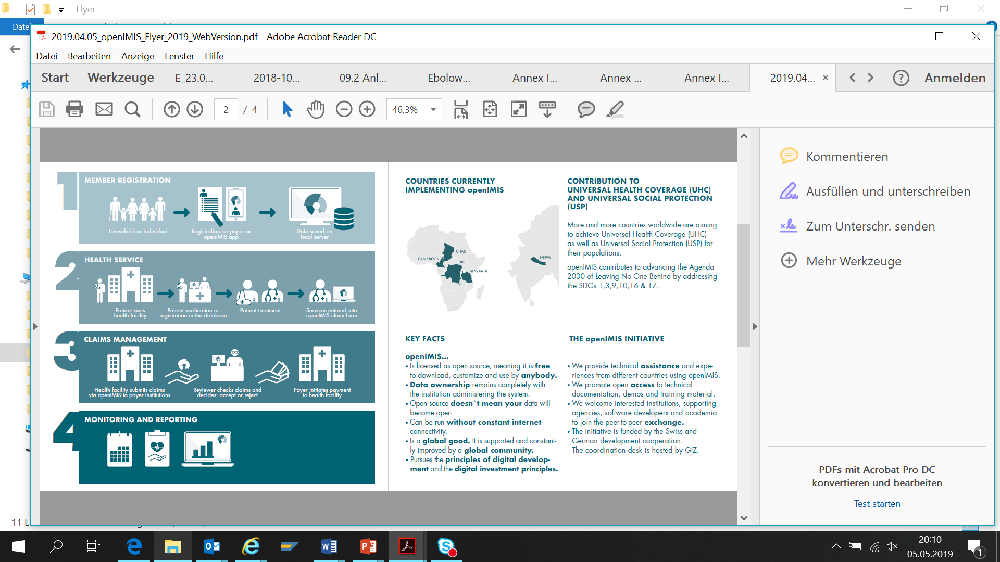 Flyer
Datei
2019.04.05_openIMIS_Flyer_2019_WebVersion.pdf - Adobe Acrobat Reader DC
Datei Bearbeiten Anzeige Fenster Hilfe
Start Werkzeuge E_23.0... 2018-10... 09.2 Anl... Ebolow... Annex I... Annex ... Annex I... 2019.04... Anmelden
2 / 4 46,3%
1
MEMBER REGISTRATION
Household or individual
Registration on paper or
openIMIS app
Data saved on
local server
2
HEALTH SERVICE
Patient visits
health facility
Patient verification or
registration in the database
Patient treatment
Services entered into
openIMIS claim form
3
CLAIMS MANAGEMENT
Health facility submits claims
via openIMIS to payer institutions
Reviewer checks claims and
decides: accept or reject
Payer initiates payment
to health facility
4
MONITORING AND REPORTING
COUNTRIES CURRENTLY
IMPLEMENTING openIMIS
CHAD
CAMEROON
DRC
TANZANIA
NEPAL
CONTRIBUTION TO
UNIVERSAL HEALTH COVERAGE (UHC)
AND UNIVERSAL SOCIAL PROTECTION
(USP)
More and more countries worldwide are aiming
to achieve Universal Health Coverage (UHC)
as well as Universal Social Protection (USP) for
their populations.
openIMIS contributes to advancing the Agenda
2030 of Leaving No One Behind by addressing
the SDGs 1,3,9,10,16 & 17.
KEY FACTS
openIMIS...
• Is licensed as open source, meaning it is free
to download, customize and use by anybody.
• Data ownership remains completely with
the institution administering the system.
• Open source doesn`t mean your data will
become open.
• Can be run without constant internet
connectivity.
• Is a global good. It is supported and constant-
ly improved by a global community.
• Pursues the principles of digital develop-
ment and the digital investment principles.
THE openIMIS INITIATIVE
• We provide technical assistance and expe-
riences from different countries using openIMIS.
• We promote open access to technical
documentation, demos and training material.
• We welcome interested institutions, supporting
agencies, software developers and academia
to join the peer-to-peer exchange.
• The initiative is funded by the Swiss and
German development cooperation.
The coordination desk is hosted by GIZ.
Kommentieren
Ausfüllen und unterschreiben
Zum Unterschr. senden
Mehr Werkzeuge
PDFs mit Acrobat Pro DC
konvertieren und bearbeiten
Test starten
11 El
20:10
05.05.2019
1